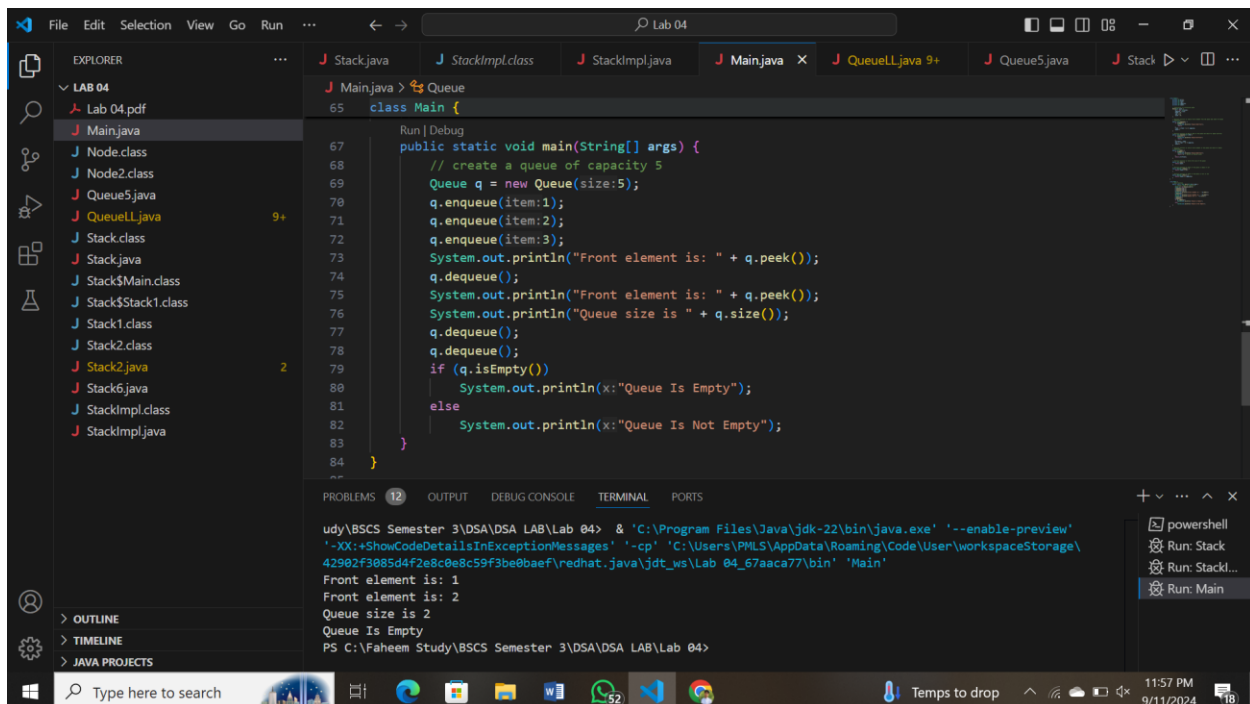 File Edit Selection View Go Run ··· ← → Lab 04
EXPLORER ···
LAB 04
Lab 04.pdf
Main.java
Node.class
Node2.class
Queue5.java
QueueLL.java 9+
Stack.class
Stack.java
Stack$Main.class
Stack$Stack1.class
Stack1.class
Stack2.class
Stack2.java 2
Stack6.java
StackImpl.class
StackImpl.java
> OUTLINE
> TIMELINE
> JAVA PROJECTS
J Stack.java J StackImpl.class J StackImpl.java J Main.java × J QueueLL.java 9+ J Queue5.java J Stack ···
J Main.java > Queue
65 class Main {
Run | Debug
67 public static void main(String[] args) {
68 // create a queue of capacity 5
69 Queue q = new Queue(size:5);
70 q.enqueue(item:1);
71 q.enqueue(item:2);
72 q.enqueue(item:3);
73 System.out.println("Front element is: " + q.peek());
74 q.dequeue();
75 System.out.println("Front element is: " + q.peek());
76 System.out.println("Queue size is " + q.size());
77 q.dequeue();
78 q.dequeue();
79 if (q.isEmpty())
80 System.out.println(x:"Queue Is Empty");
81 else
82 System.out.println(x:"Queue Is Not Empty");
83 }
84 }
PROBLEMS 12 OUTPUT DEBUG CONSOLE TERMINAL PORTS
udy\BSCS Semester 3\DSA\DSA LAB\Lab 04> & 'C:\Program Files\Java\jdk-22\bin\java.exe' '--enable-preview'
'-XX:+ShowCodeDetailsInExceptionMessages' '-cp' 'C:\Users\PMLS\AppData\Roaming\Code\User\workspaceStorage\
42902f3085d4f2e8c0e8c59f3be0baef\redhat.java\jdt_ws\Lab 04_67aaca77\bin' 'Main'
Front element is: 1
Front element is: 2
Queue size is 2
Queue Is Empty
PS C:\Faheem Study\BSCS Semester 3\DSA\DSA LAB\Lab 04>
powershell
Run: Stack
Run: StackI...
Run: Main
Type here to search 52 Temps to drop 11:57 PM
9/11/2024 18